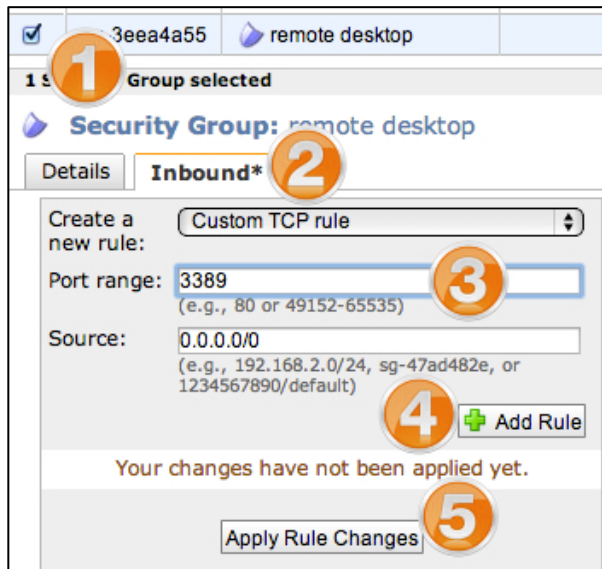 3eea4a55 remote desktop
1
1 S Group selected
Security Group: remote desktop
Details Inbound* 2
Create a new rule: Custom TCP rule
Port range: 3389 3
(e.g., 80 or 49152-65535)
Source: 0.0.0.0/0
(e.g., 192.168.2.0/24, sg-47ad482e, or
1234567890/default)
4 Add Rule
Your changes have not been applied yet.
5
Apply Rule Changes